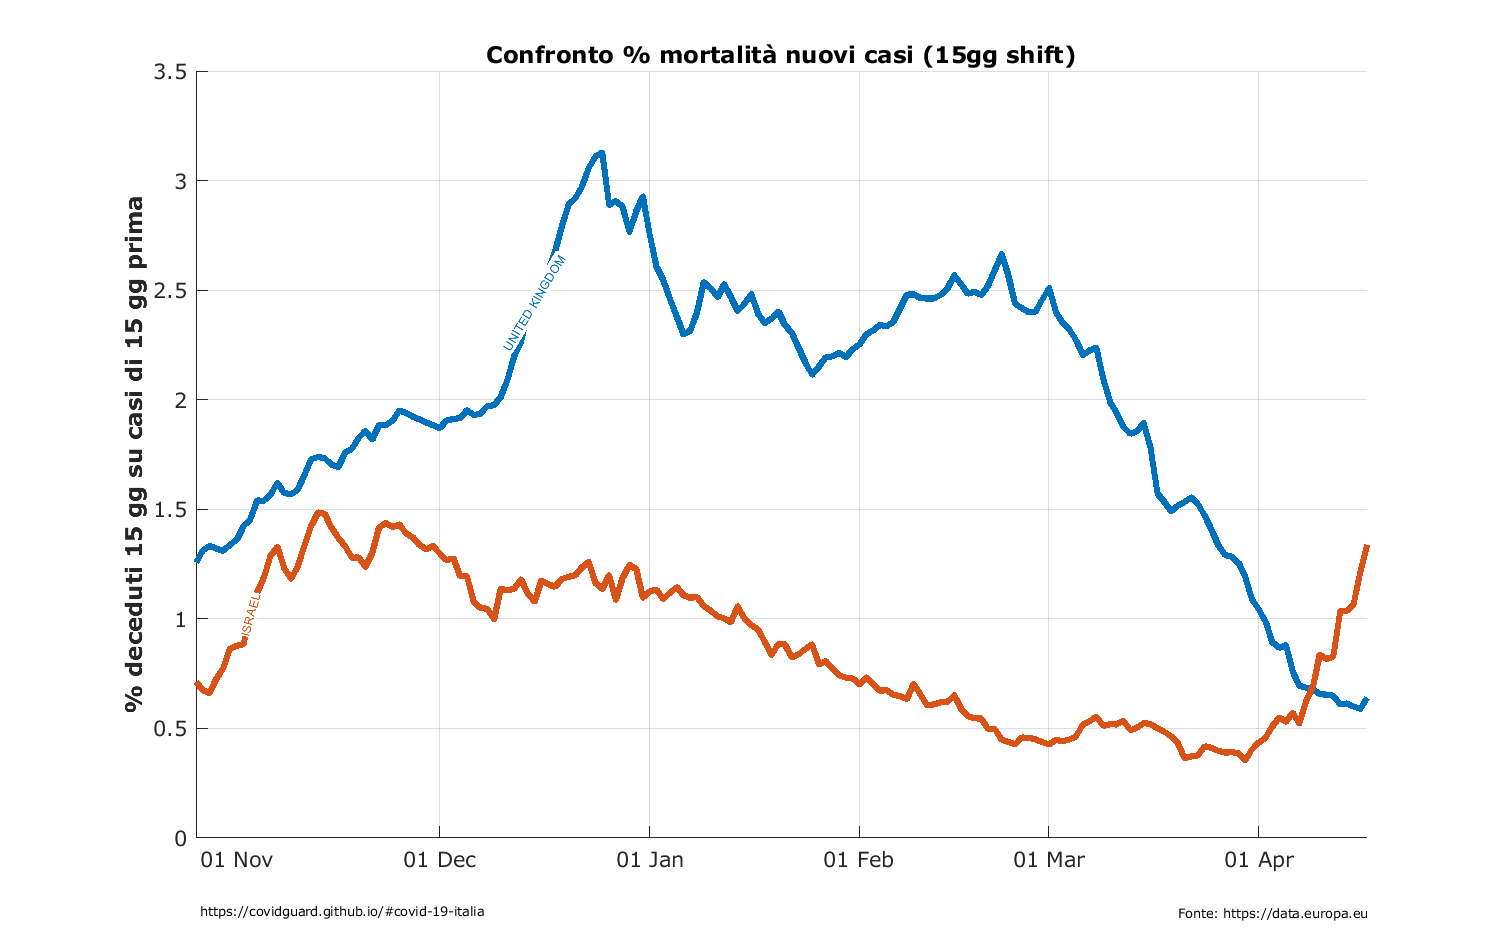 Confronto % mortalità nuovi casi (15gg shift)
% deceduti 15 gg su casi di 15 gg prima
3.5
3
2.5
2
1.5
1
0.5
0
UNITED KINGDOM
ISRAEL
01 Nov
01 Dec
01 Jan
01 Feb
01 Mar
01 Apr
https://covidguard.github.io/#covid-19-italia
Fonte: https://data.europa.eu